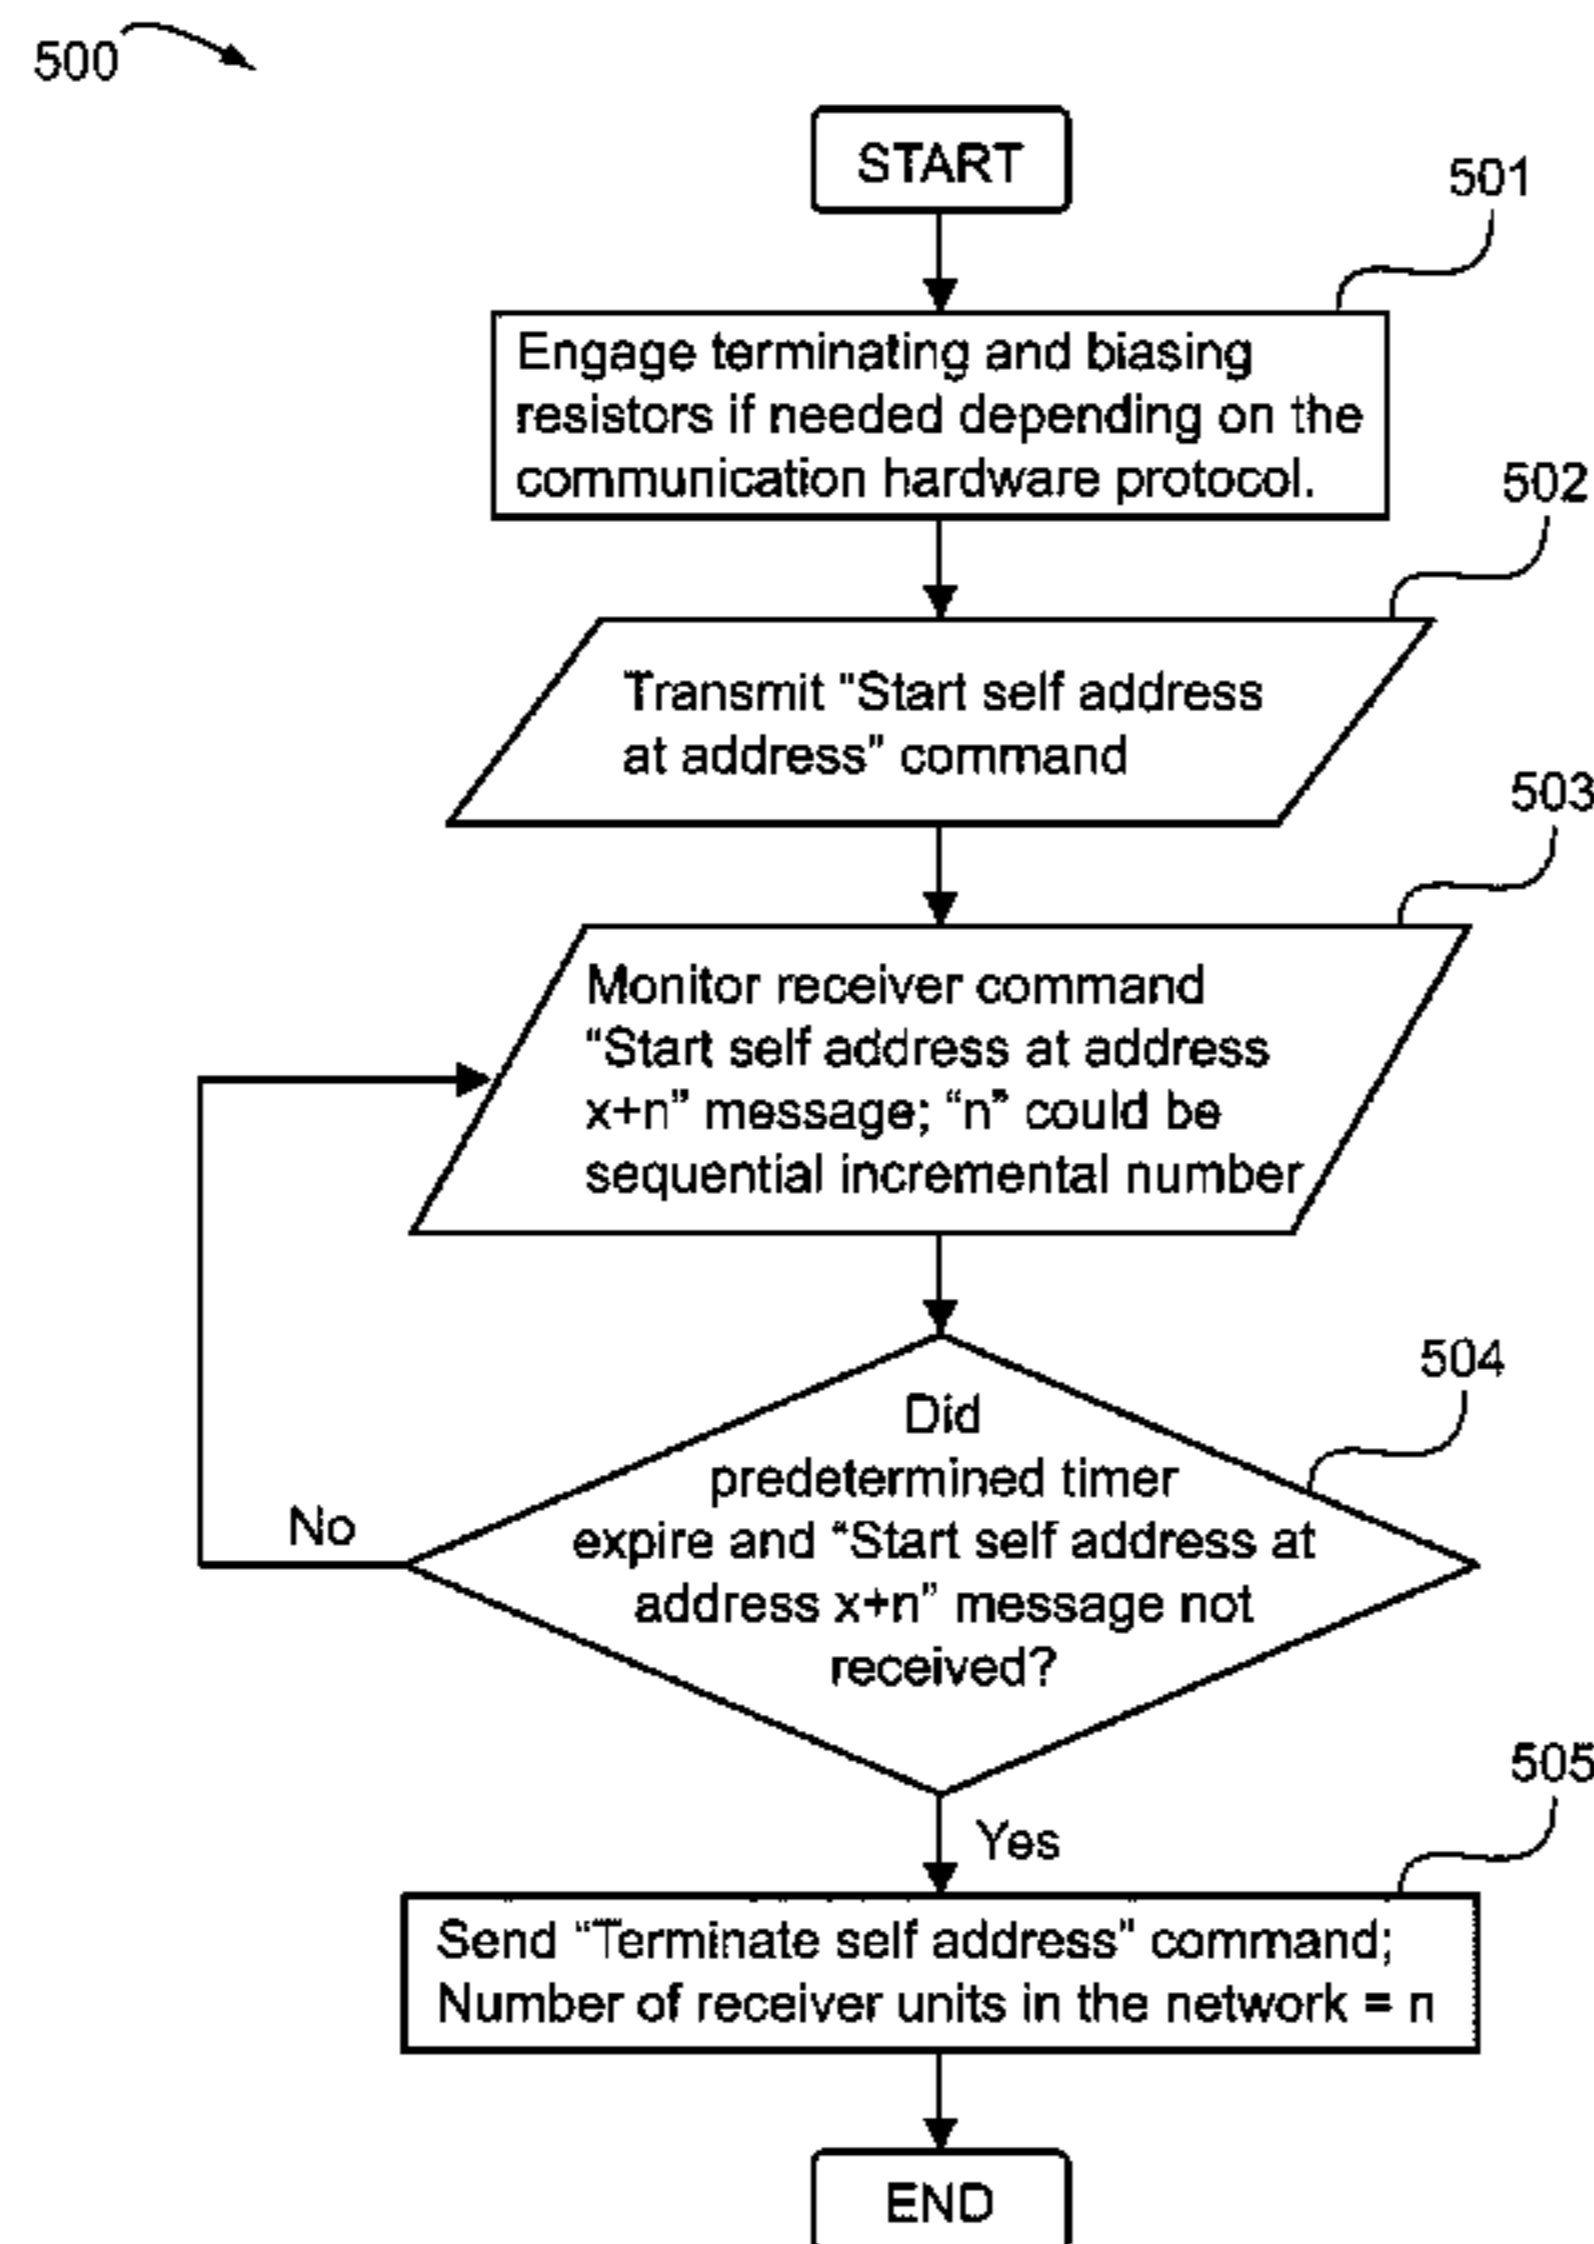 500
START
501
Engage terminating and biasing
resistors if needed depending on the
communication hardware protocol.
502
Transmit "Start self address
at address” command
503
Monitor receiver command
“Start self address at address
x+n” message; “n” could be
sequential incremental number
504
Did
predetermined timer
expire and “Start self address at
address x+n” message not
received?
No
Yes
505
Send “Terminate self address” command;
Number of receiver units in the network = n
END